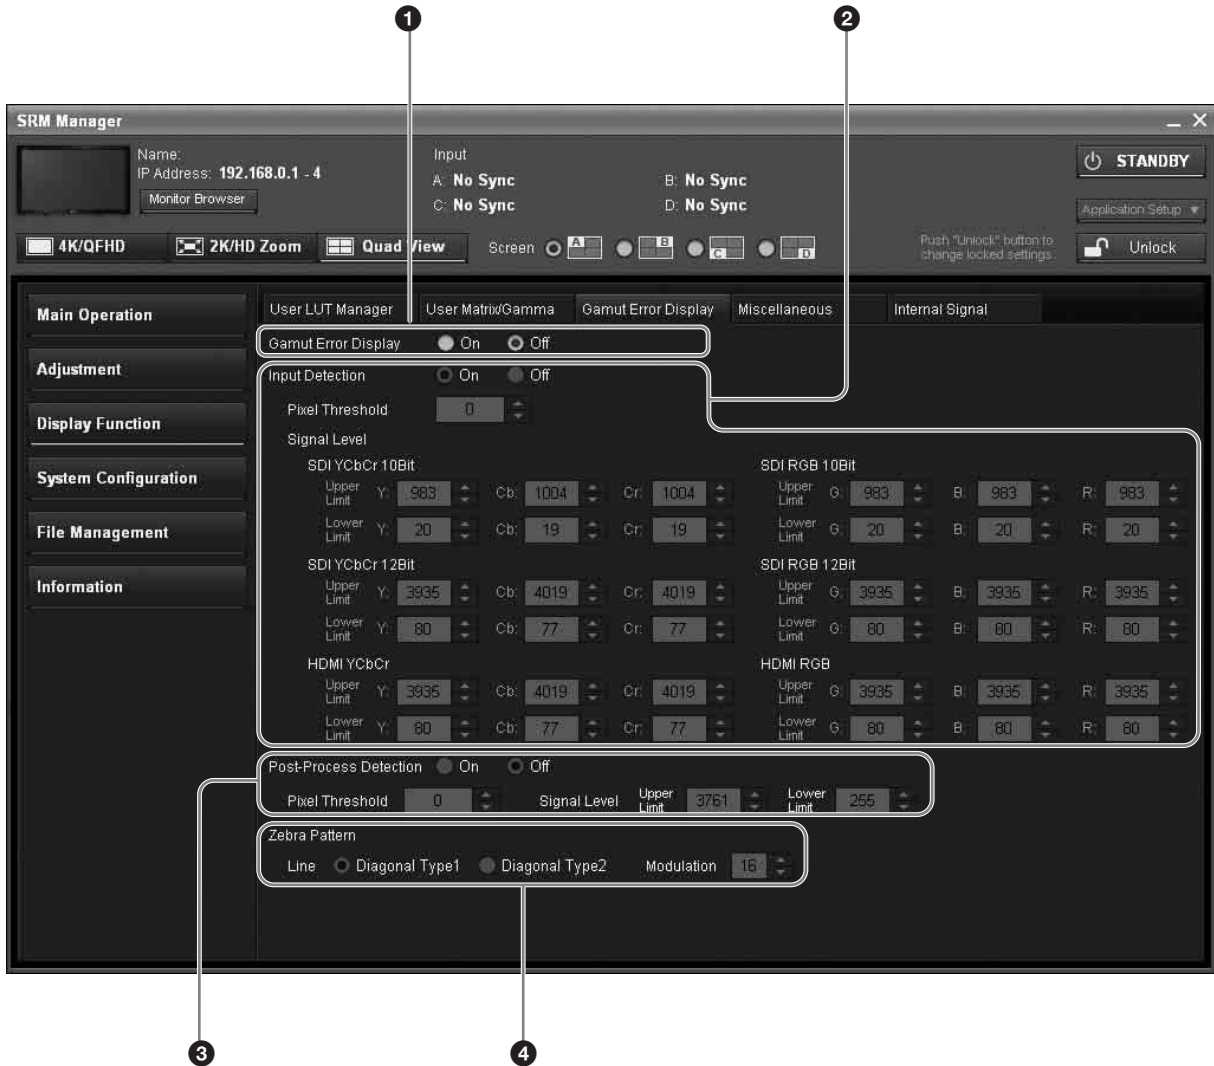 1 2
SRM Manager
Name:
IP Address: 192.168.0.1 - 4
Monitor Browser
Input
A: No Sync B: No Sync
C: No Sync D: No Sync
STANDBY
Application Setup
4K/QFHD 2K/HD Zoom Quad View Screen A B C D
Push "Unlock" button to
change locked settings.
Unlock
Main Operation
Adjustment
Display Function
System Configuration
File Management
Information
User LUT Manager User Matrix/Gamma Gamut Error Display Miscellaneous Internal Signal
Gamut Error Display On Off
Input Detection On Off
Pixel Threshold 0
Signal Level
SDI YCbCr 10Bit SDI RGB 10Bit
Upper Limit Y: 983 Cb: 1004 Cr: 1004 Upper Limit G: 983 B: 983 R: 983
Lower Limit Y: 20 Cb: 19 Cr: 19 Lower Limit G: 20 B: 20 R: 20
SDI YCbCr 12Bit SDI RGB 12Bit
Upper Limit Y: 3935 Cb: 4019 Cr: 4019 Upper Limit G: 3935 B: 3935 R: 3935
Lower Limit Y: 80 Cb: 77 Cr: 77 Lower Limit G: 80 B: 80 R: 80
HDMI YCbCr HDMI RGB
Upper Limit Y: 3935 Cb: 4019 Cr: 4019 Upper Limit G: 3935 B: 3935 R: 3935
Lower Limit Y: 80 Cb: 77 Cr: 77 Lower Limit G: 80 B: 80 R: 80
Post-Process Detection On Off
Pixel Threshold 0 Signal Level Upper Limit 3761 Lower Limit 255
Zebra Pattern
Line Diagonal Type1 Diagonal Type2 Modulation 16
3 4